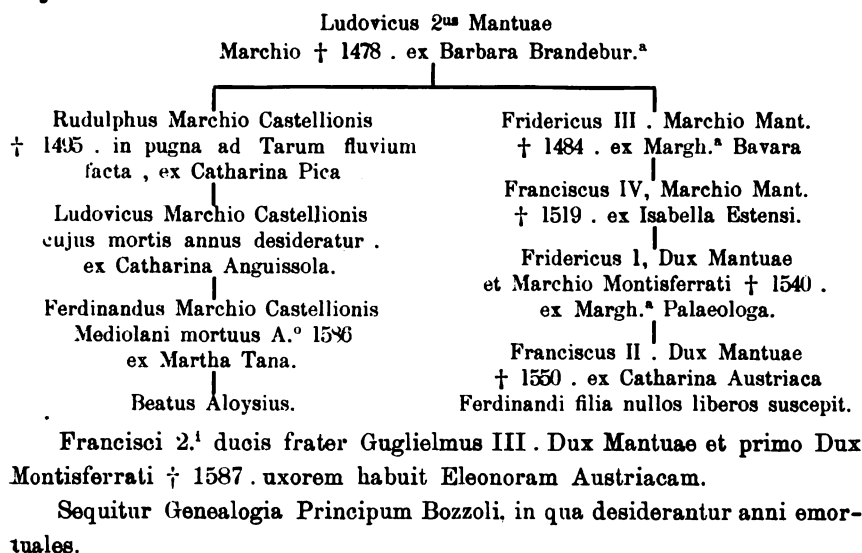 Ludovicus 2ᵘˢ Mantuae
Marchio † 1478 . ex Barbara Brandebur.ᵃ
Rudulphus Marchio Castellionis
† 1495 . in pugna ad Tarum fluvium
facta , ex Catharina Pica
Ludovicus Marchio Castellionis
cujus mortis annus desideratur .
ex Catharina Anguissola.
Ferdinandus Marchio Castellionis
Mediolani mortuus A.º 1586
ex Martha Tana.
Beatus Aloysius.
Fridericus III . Marchio Mant.
† 1484 . ex Margh.ᵃ Bavara
Franciscus IV, Marchio Mant.
† 1519 . ex Isabella Estensi.
Fridericus I, Dux Mantuae
et Marchio Montisferrati † 1540 .
ex Margh.ᵃ Palaeologa.
Franciscus II . Dux Mantuae
† 1550 . ex Catharina Austriaca
Ferdinandi filia nullos liberos suscepit.
Francisci 2.ⁱ ducis frater Guglielmus III . Dux Mantuae et primo Dux
Montisferrati † 1587 . uxorem habuit Eleonoram Austriacam.
Sequitur Genealogia Principum Bozzoli, in qua desiderantur anni emor-
tuales.